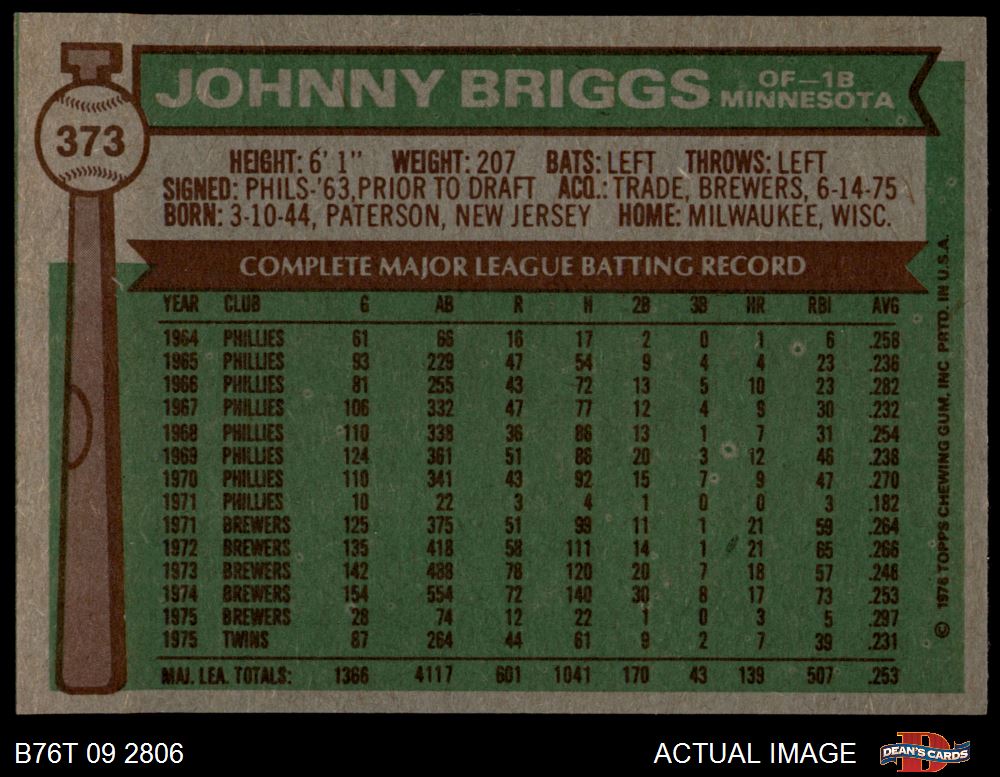 373
JOHNNY BRIGGS OF—1B
MINNESOTA
HEIGHT: 6' 1" WEIGHT: 207 BATS: LEFT THROWS: LEFT
SIGNED: PHILS-'63, PRIOR TO DRAFT ACQ.: TRADE, BREWERS, 6-14-75
BORN: 3-10-44, PATERSON, NEW JERSEY HOME: MILWAUKEE, WISC.
COMPLETE MAJOR LEAGUE BATTING RECORD
YEAR CLUB G AB R H 2B 3B HR RBI AVG
1964 PHILLIES 61 66 16 17 2 0 1 6 .258
1965 PHILLIES 93 229 47 54 9 4 4 23 .236
1966 PHILLIES 81 255 43 72 13 5 10 23 .282
1967 PHILLIES 106 332 47 77 12 4 9 30 .232
1968 PHILLIES 110 338 36 86 13 1 7 31 .254
1969 PHILLIES 124 361 51 86 20 3 12 46 .238
1970 PHILLIES 110 341 43 92 15 7 9 47 .270
1971 PHILLIES 10 22 3 4 1 0 0 3 .182
1971 BREWERS 125 375 51 99 11 1 21 59 .264
1972 BREWERS 135 418 58 111 14 1 21 65 .266
1973 BREWERS 142 488 78 120 20 7 18 57 .246
1974 BREWERS 154 554 72 140 30 8 17 73 .253
1975 BREWERS 28 74 12 22 1 0 3 5 .297
1975 TWINS 87 264 44 61 9 2 7 39 .231
MAJ. LEA. TOTALS: 1366 4117 601 1041 170 43 139 507 .253
© 1976 TOPPS CHEWING GUM, INC PRTD. IN U.S.A.
B76T 09 2806 ACTUAL IMAGE DEAN'S CARDS